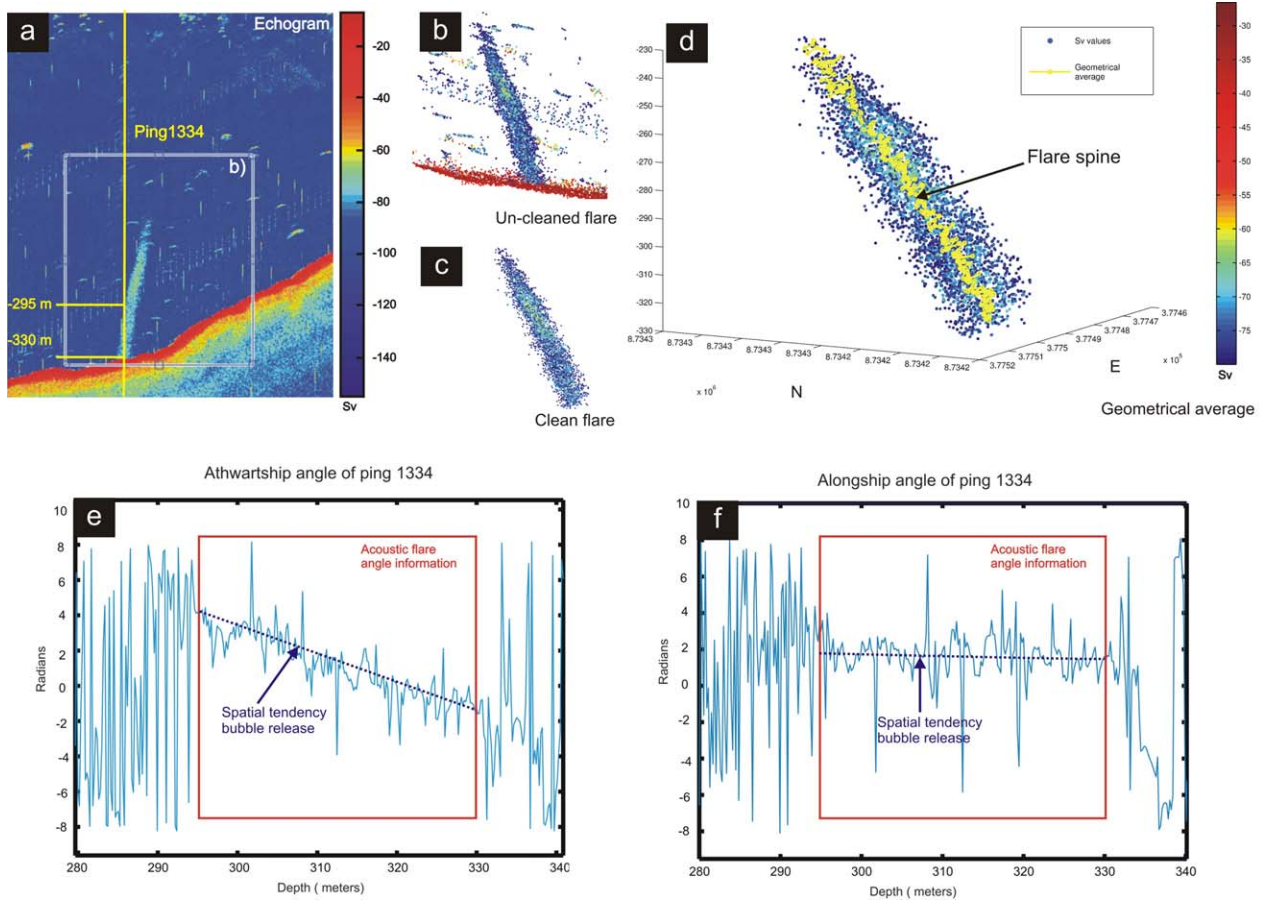 a
Echogram
Ping1334
b)
-295 m
-330 m
-20
-40
-60
-80
-100
-120
-140
Sv
b
Un-cleaned flare
c
Clean flare
d
Sv values
Geometrical
average
Flare spine
-230
-240
-250
-260
-270
-280
-290
-300
-310
-320
-330
8.7343
8.7343
8.7343
8.7343
8.7343
8.7342
8.7342
8.7342
8.7342
8.7342
x 10⁶
N
3.7752
3.7751
3.775
3.7749
3.7748
3.7747
3.7746
x 10⁵
E
-30
-35
-40
-45
-50
-55
-60
-65
-70
-75
Sv
Geometrical average
Athwartship angle of ping 1334
e
Acoustic flare
angle information
Spatial tendency
bubble release
10
8
6
4
2
0
-2
-4
-6
-8
Radians
280 290 300 310 320 330 340
Depth ( meters)
Alongship angle of ping 1334
f
Acoustic flare
angle information
Spatial tendency
bubble release
10
8
6
4
2
0
-2
-4
-6
-8
Radians
280 290 300 310 320 330 340
Depth ( meters)